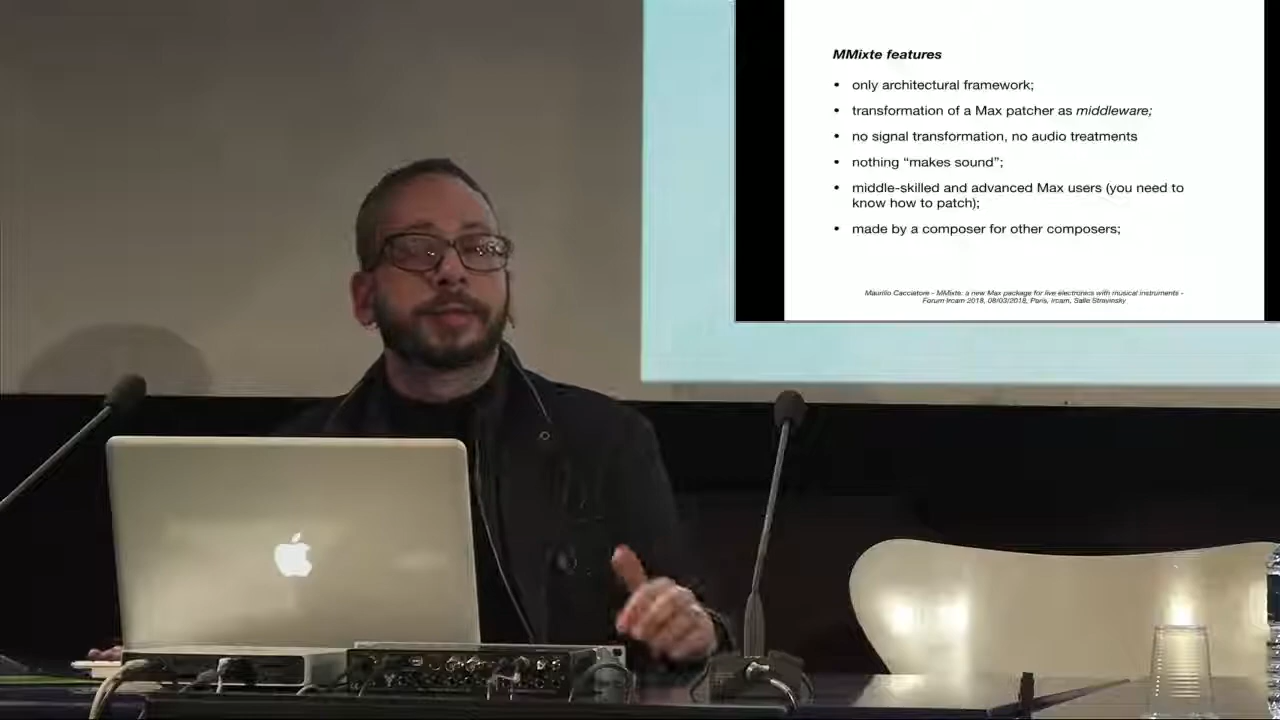 MMixte features
• only architectural framework;
• transformation of a Max patcher as middleware;
• no signal transformation, no audio treatments
• nothing “makes sound”;
• middle-skilled and advanced Max users (you need to
know how to patch);
• made by a composer for other composers;
Maurilio Cacciatore - MMixte: a new Max package for live electronics with musical instruments -
Forum Ircam 2018, 08/03/2018, Paris, Ircam, Salle Stravinsky